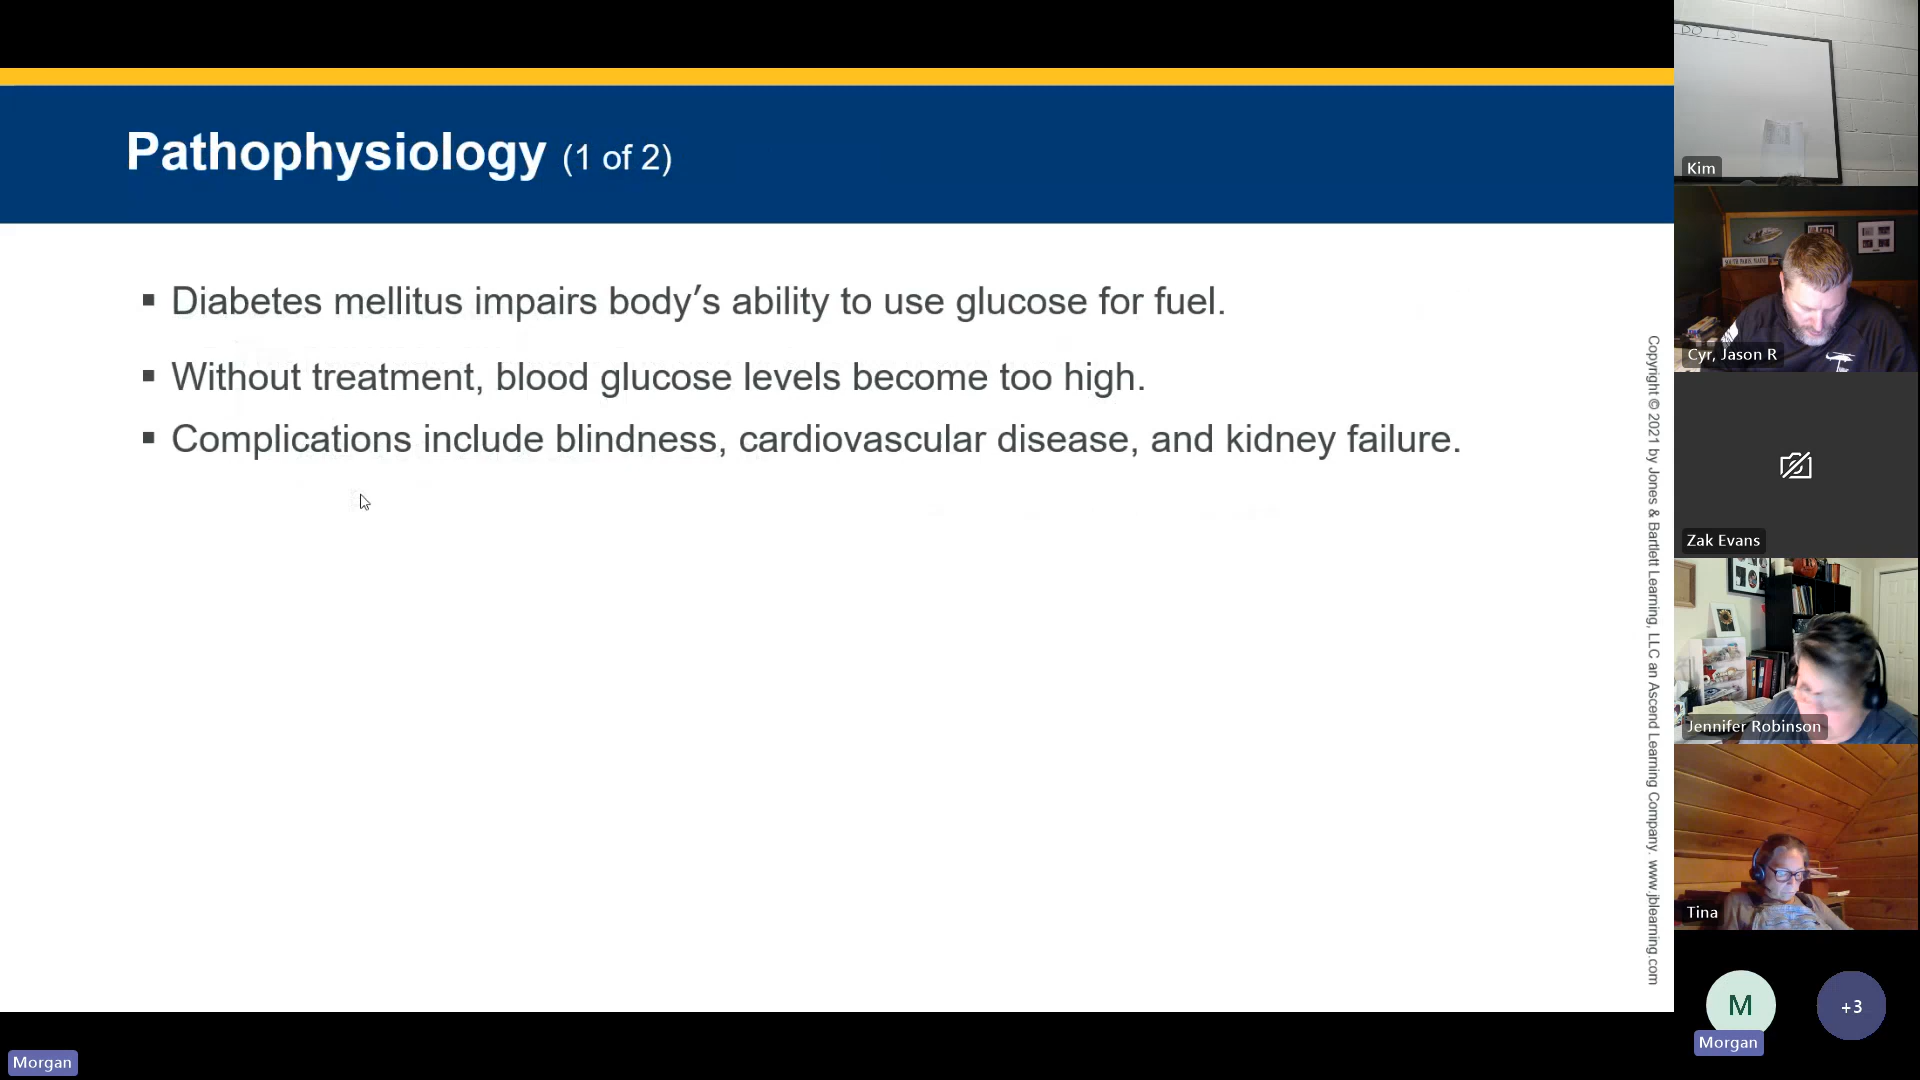 Pathophysiology (1 of 2)
▪ Diabetes mellitus impairs body’s ability to use glucose for fuel.
▪ Without treatment, blood glucose levels become too high.
▪ Complications include blindness, cardiovascular disease, and kidney failure.
Copyright © 2021 by Jones & Bartlett Learning, LLC an Ascend Learning Company. www.jblearning.com
Kim
Cyr, Jason R
Zak Evans
Jennifer Robinson
Tina
M
+3
Morgan
Morgan